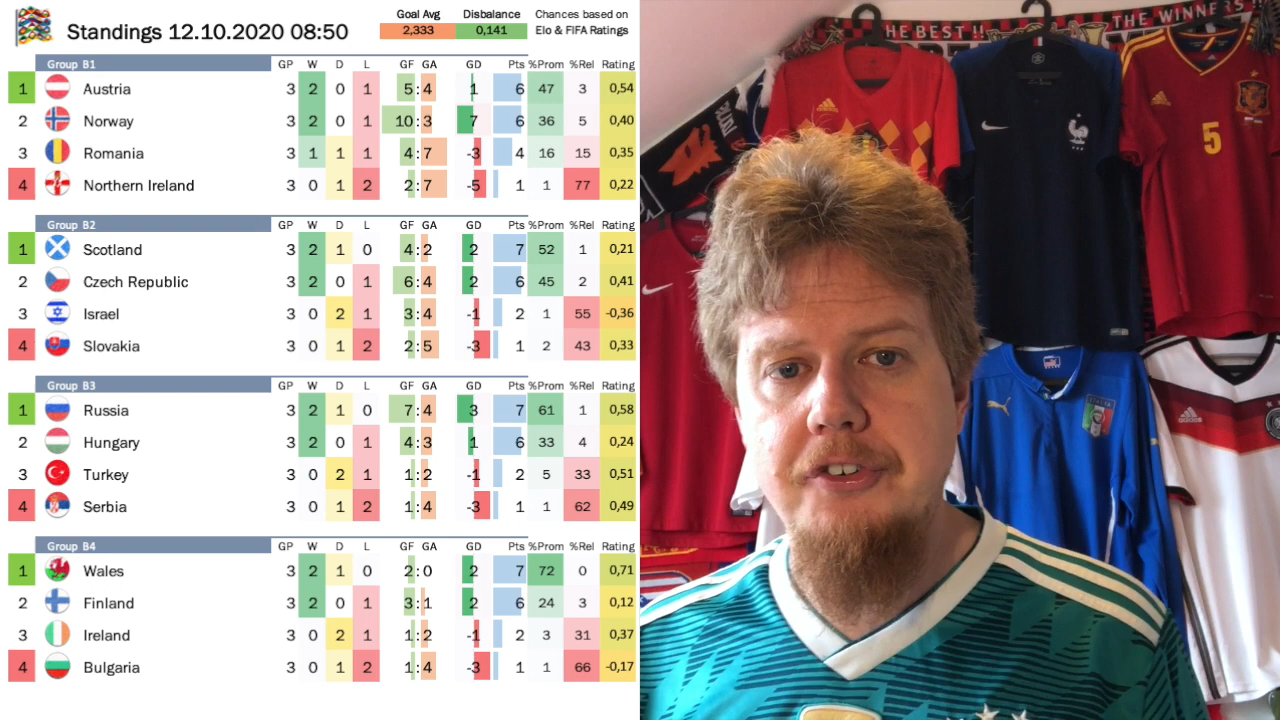 Goal Avg Disbalance Chances based on
Standings 12.10.2020 08:50 2,333 0,141 Elo & FIFA Ratings
Group B1 GP W D L GF GA GD Pts %Prom %Rel Rating
1 Austria 3 2 0 1 5:4 1 6 47 3 0,54
2 Norway 3 2 0 1 10:3 7 6 36 5 0,40
3 Romania 3 1 1 1 4:7 -3 4 16 15 0,35
4 Northern Ireland 3 0 1 2 2:7 -5 1 1 77 0,22
Group B2 GP W D L GF GA GD Pts %Prom %Rel Rating
1 Scotland 3 2 1 0 4:2 2 7 52 1 0,21
2 Czech Republic 3 2 0 1 6:4 2 6 45 2 0,41
3 Israel 3 0 2 1 3:4 -1 2 1 55 -0,36
4 Slovakia 3 0 1 2 2:5 -3 1 2 43 0,33
Group B3 GP W D L GF GA GD Pts %Prom %Rel Rating
1 Russia 3 2 1 0 7:4 3 7 61 1 0,58
2 Hungary 3 2 0 1 4:3 1 6 33 4 0,24
3 Turkey 3 0 2 1 1:2 -1 2 5 33 0,51
4 Serbia 3 0 1 2 1:4 -3 1 1 62 0,49
Group B4 GP W D L GF GA GD Pts %Prom %Rel Rating
1 Wales 3 2 1 0 2:0 2 7 72 0 0,71
2 Finland 3 2 0 1 3:1 2 6 24 3 0,12
3 Ireland 3 0 2 1 1:2 -1 2 3 31 0,37
4 Bulgaria 3 0 1 2 1:4 -3 1 1 66 -0,17
THE BEST !!
THE WINNERS
5
ITALIA
adidas